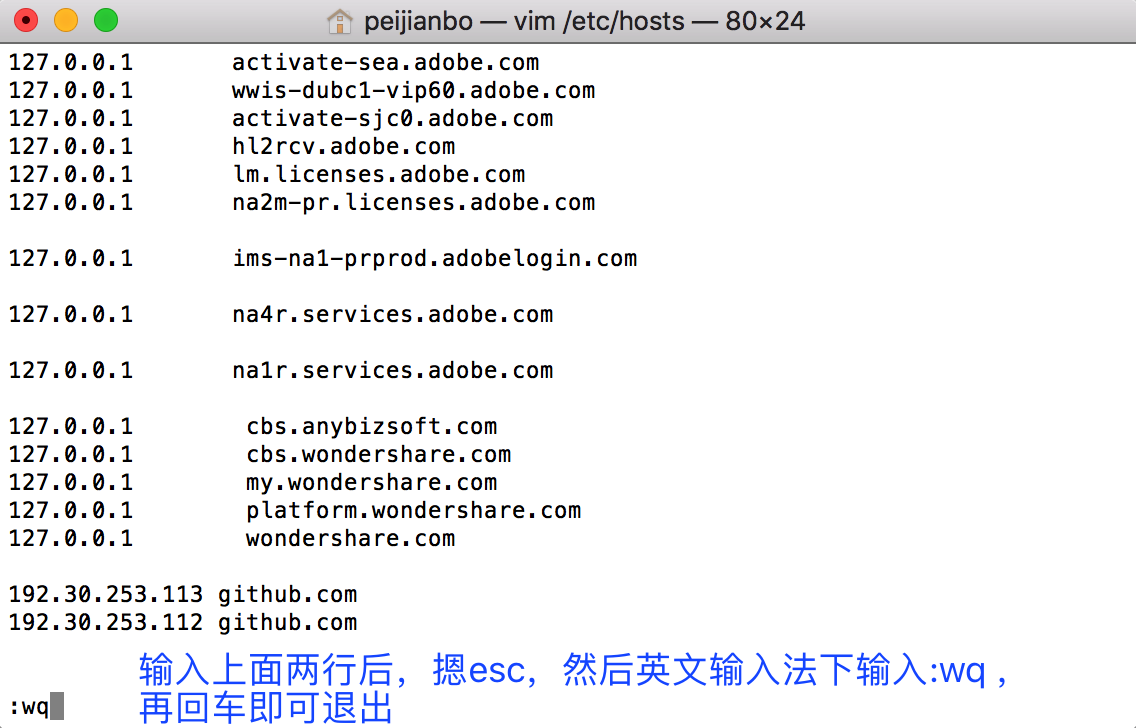 peijianbo — vim /etc/hosts — 80×24
127.0.0.1 activate-sea.adobe.com
127.0.0.1 wwis-dubc1-vip60.adobe.com
127.0.0.1 activate-sjc0.adobe.com
127.0.0.1 hl2rcv.adobe.com
127.0.0.1 lm.licenses.adobe.com
127.0.0.1 na2m-pr.licenses.adobe.com
127.0.0.1 ims-na1-prprod.adobelogin.com
127.0.0.1 na4r.services.adobe.com
127.0.0.1 na1r.services.adobe.com
127.0.0.1 cbs.anybizsoft.com
127.0.0.1 cbs.wondershare.com
127.0.0.1 my.wondershare.com
127.0.0.1 platform.wondershare.com
127.0.0.1 wondershare.com
192.30.253.113 github.com
192.30.253.112 github.com
输入上面两行后，摁esc，然后英文输入法下输入:wq ，
再回车即可退出
:wq